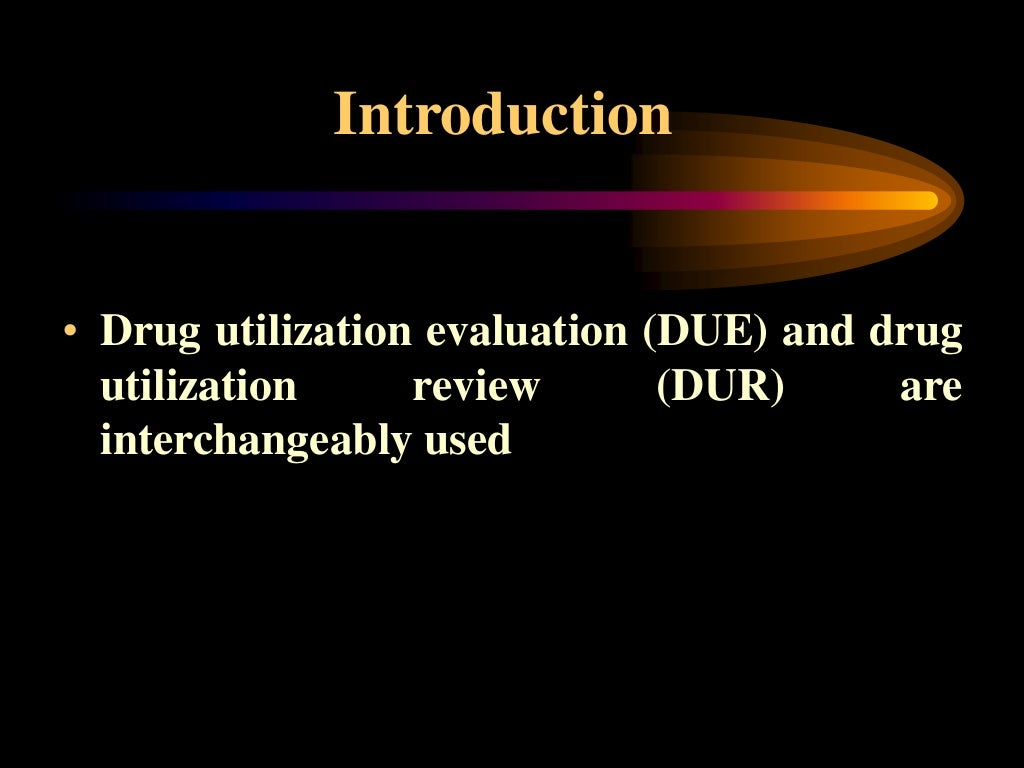 Introduction
• Drug utilization evaluation (DUE) and drug
utilization review (DUR) are
interchangeably used